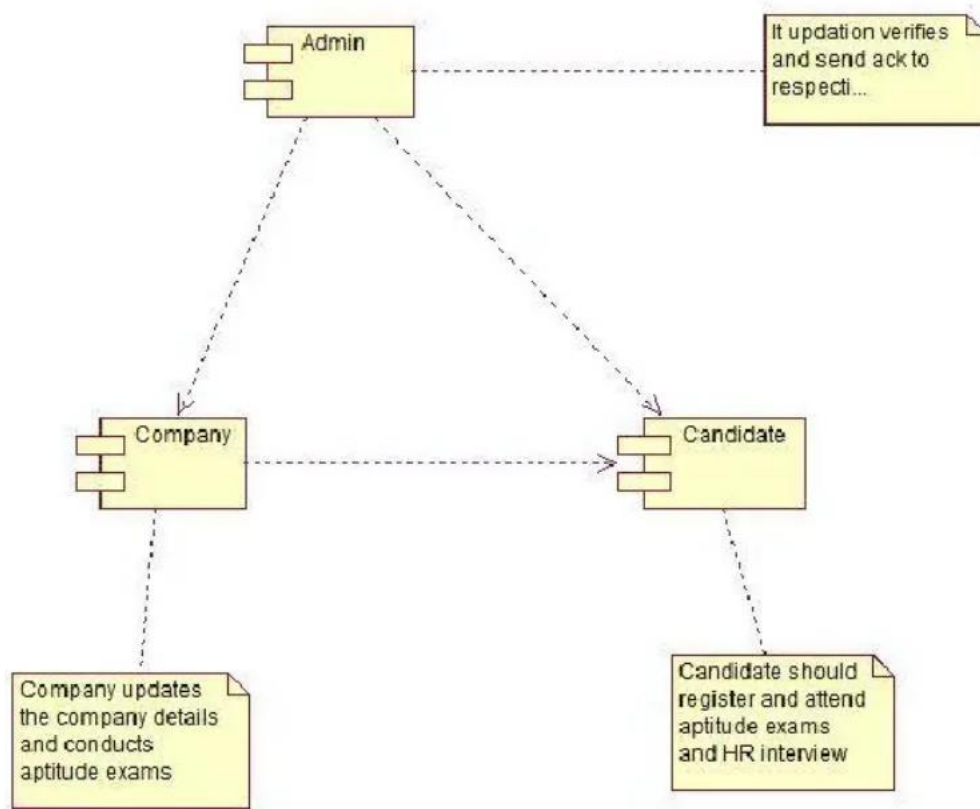 Admin
It updation verifies
and send ack to
respecti...
Company
Candidate
Company updates
the company details
and conducts
aptitude exams
Candidate should
register and attend
aptitude exams
and HR interview